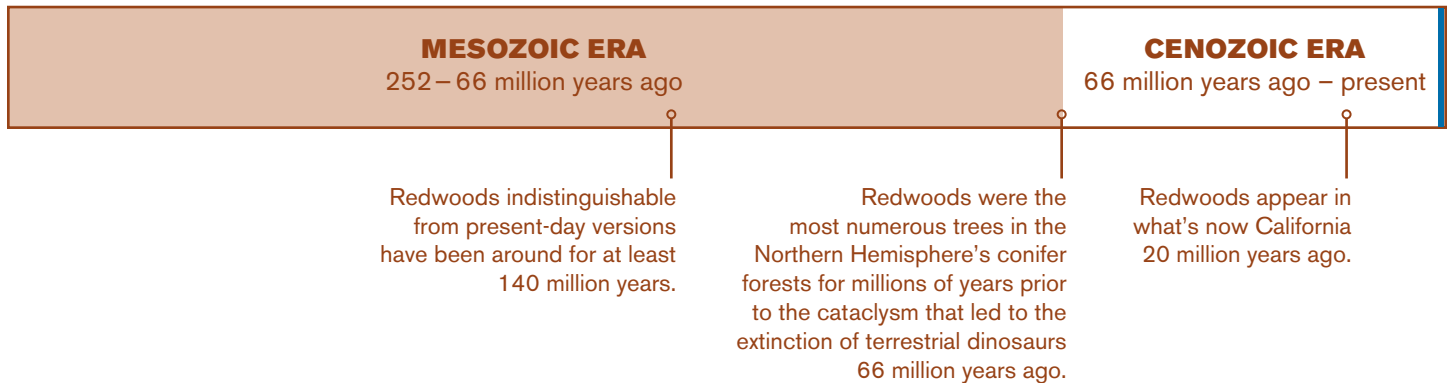 MESOZOIC ERA
252–66 million years ago
CENOZOIC ERA
66 million years ago – present
Redwoods indistinguishable
from present-day versions
have been around for at least
140 million years.
Redwoods were the
most numerous trees in the
Northern Hemisphere’s conifer
forests for millions of years prior
to the cataclysm that led to the
extinction of terrestrial dinosaurs
66 million years ago.
Redwoods appear in
what’s now California
20 million years ago.